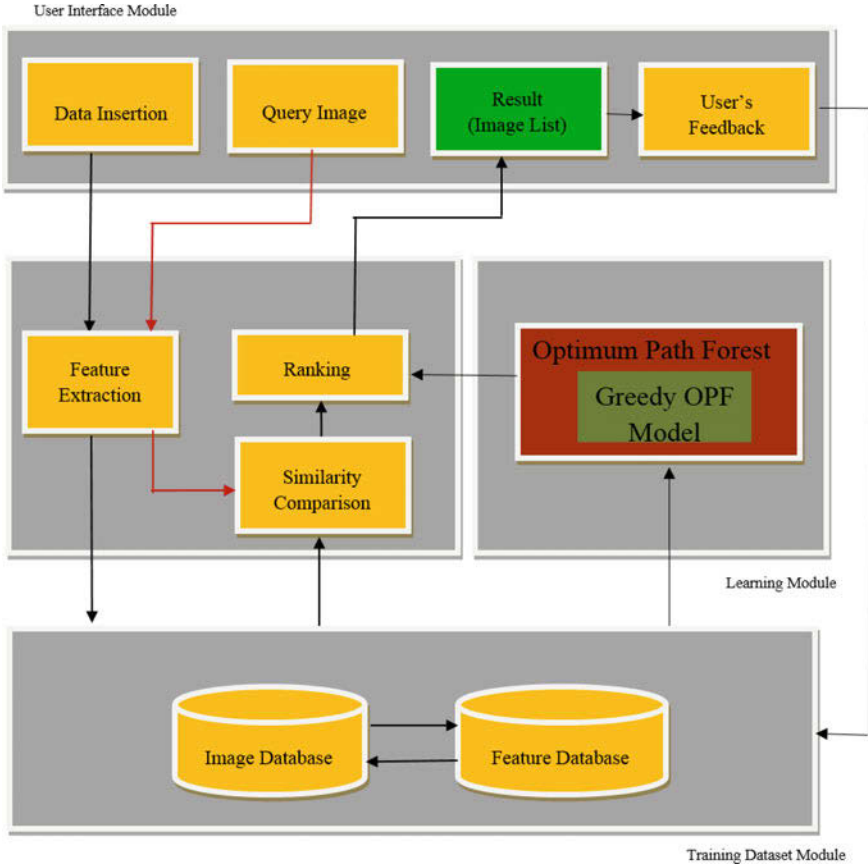 User Interface Module
Data Insertion
Query Image
Result
(Image List)
User's
Feedback
Feature
Extraction
Ranking
Similarity
Comparison
Optimum Path Forest
Greedy OPF
Model
Learning Module
Image Database
Feature Database
Training Dataset Module